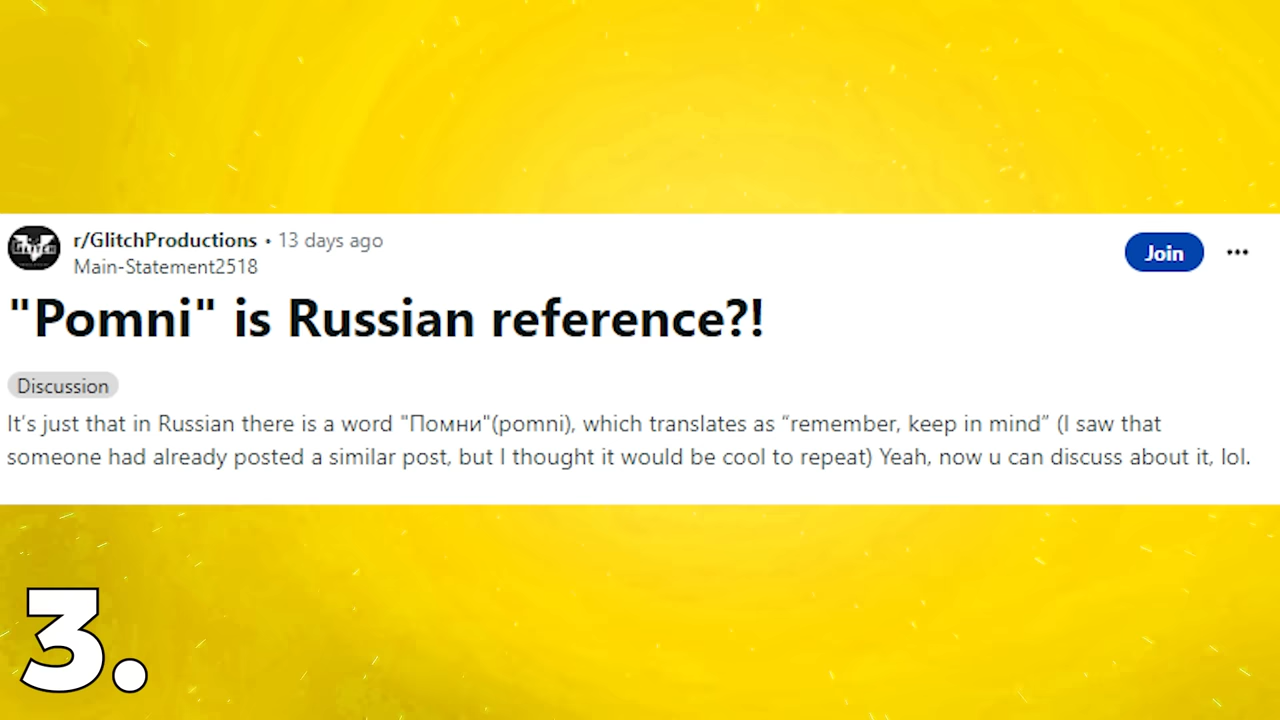 r/GlitchProductions • 13 days ago
Join
Main-Statement2518
"Pomni" is Russian reference?!
Discussion
It's just that in Russian there is a word "Помни"(pomni), which translates as “remember, keep in mind” (I saw that
someone had already posted a similar post, but I thought it would be cool to repeat) Yeah, now u can discuss about it, lol.
3.